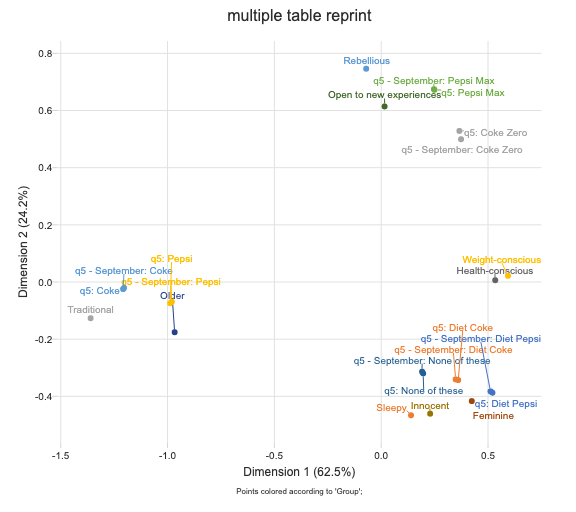 multiple table reprint
0.8
Rebellious
q5 - September: Pepsi Max
q5: Pepsi Max
Open to new experiences
0.6
q5: Coke Zero
q5 - September: Coke Zero
0.4
0.2
q5: Pepsi
Weight-conscious
q5 - September: Coke
Health-conscious
q5 - September: Pepsi
0.0
q5: Coke
Older
Traditional
q5: Diet Coke
q5 - September: Diet Pepsi
-0.2
q5 - September: Diet Coke
q5 - September: None of these
q5: None of these
-0.4
q5: Diet Pepsi
Sleepy
Innocent
Feminine
Dimension 2 (24.2%)
-1.5 -1.0 -0.5 0.0 0.5
Dimension 1 (62.5%)
Points colored according to 'Group';